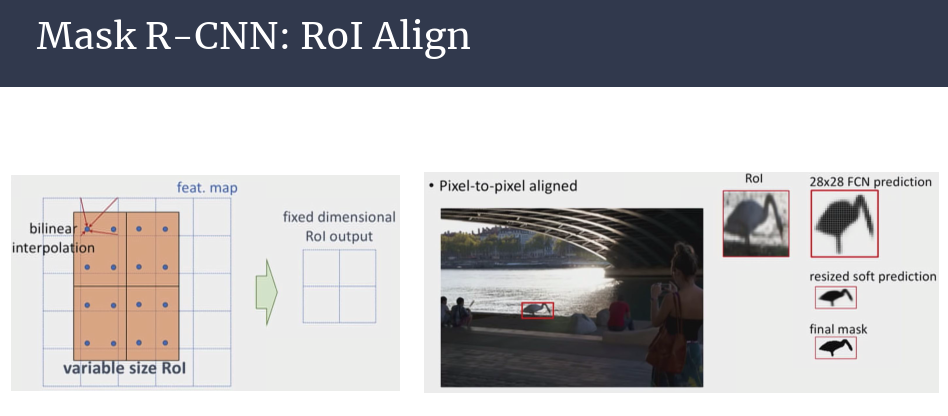 Mask R-CNN: RoI Align
feat. map
bilinear
interpolation
variable size RoI
fixed dimensional
RoI output
• Pixel-to-pixel aligned
RoI
28x28 FCN prediction
resized soft prediction
final mask